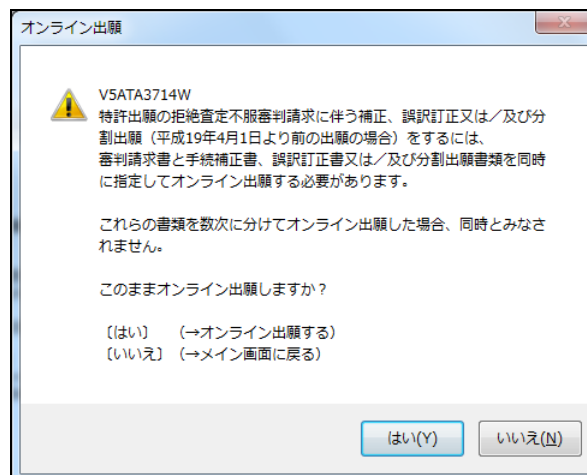 オンライン出願
V5ATA3714W
特許出願の拒絶査定不服審判請求に伴う補正、誤訳訂正又は／及び分
割出願（平成19年4月1日より前の出願の場合）をするには、
審判請求書と手続補正書、誤訳訂正書又は／及び分割出願書類を同時
に指定してオンライン出願する必要があります。
これらの書類を数次に分けてオンライン出願した場合、同時とみなさ
れません。
このままオンライン出願しますか？
〔はい〕　（→オンライン出願する）
〔いいえ〕（→メイン画面に戻る）
はい(Y)　いいえ(N)